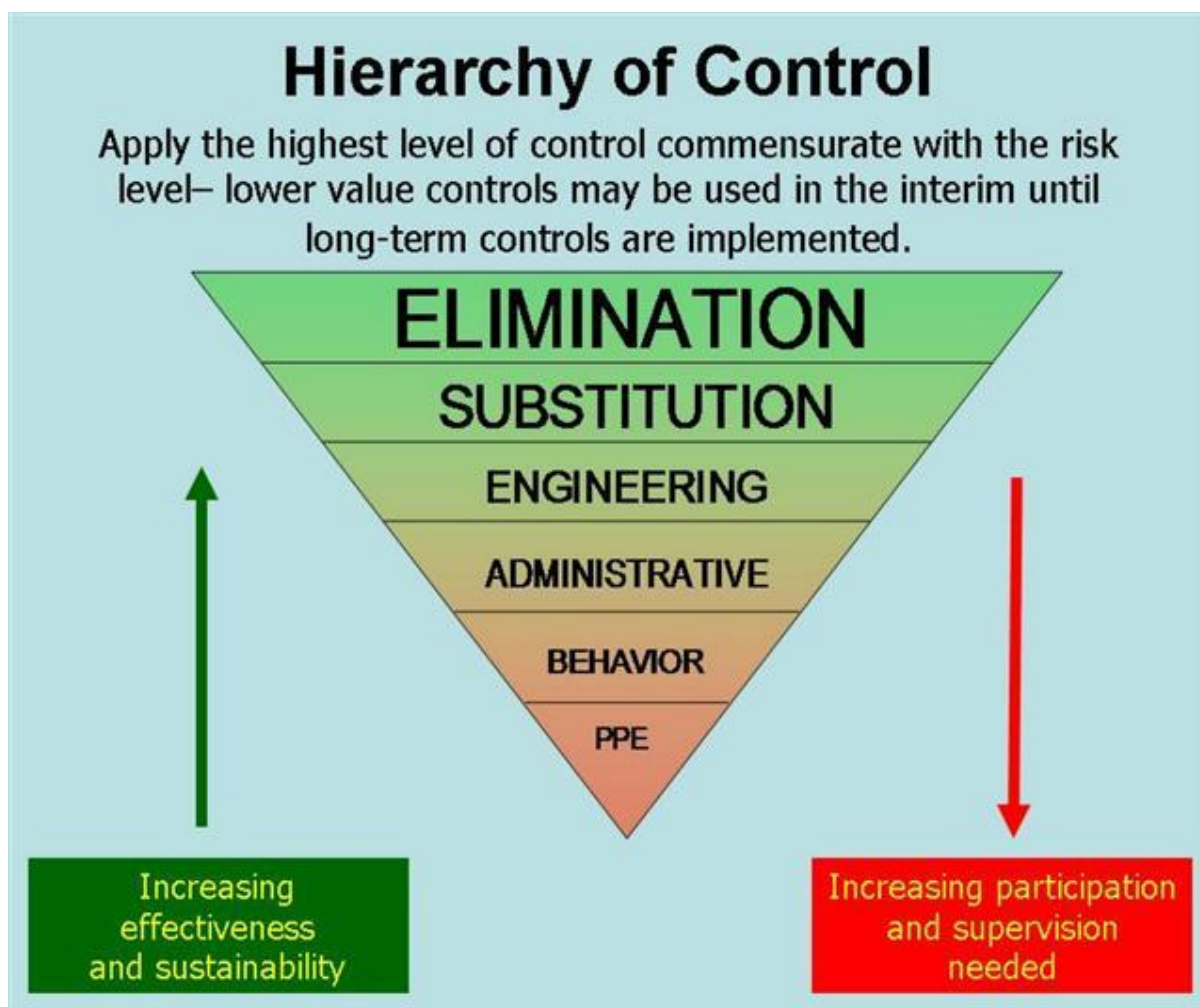 Hierarchy of Control
Apply the highest level of control commensurate with the risk
level– lower value controls may be used in the interim until
long-term controls are implemented.
ELIMINATION
SUBSTITUTION
ENGINEERING
ADMINISTRATIVE
BEHAVIOR
PPE
Increasing
effectiveness
and sustainability
Increasing participation
and supervision
needed